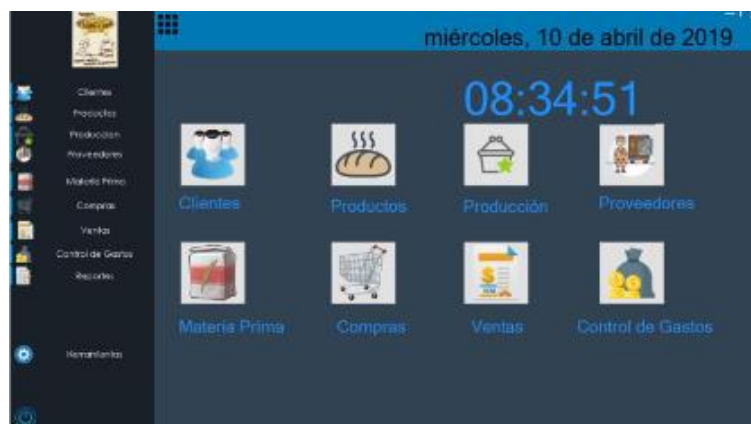 miércoles, 10 de abril de 2019
08:34:51
Clientes
Productos
Produccion
Proveedores
Materia Prima
Compras
Ventas
Control de Gastos
Reportes
Herramientas
Clientes
Productos
Producción
Proveedores
Materia Prima
Compras
Ventas
Control de Gastos